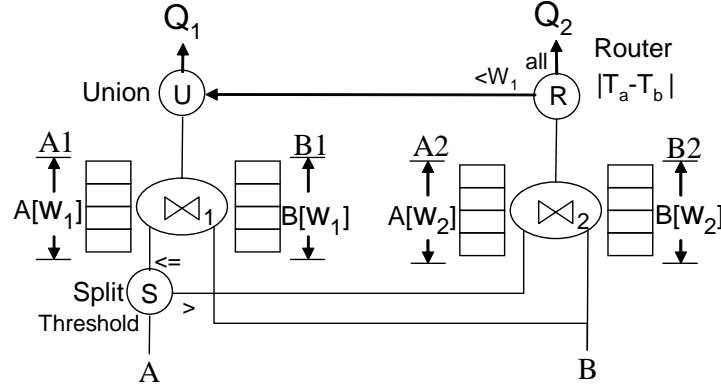 Q1 Q2
Router
all
Union U <W1 R |Ta-Tb|
A1 B1 A2 B2
A[W1] ⋈1 B[W1] A[W2] ⋈2 B[W2]
<=
Split S
>
Threshold
A B